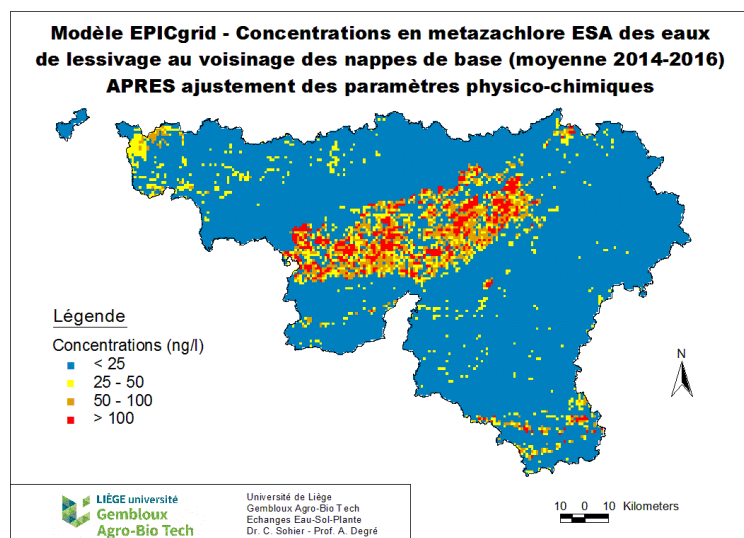 Modèle EPICgrid - Concentrations en metazachlore ESA des eaux
de lessivage au voisinage des nappes de base (moyenne 2014-2016)
APRES ajustement des paramètres physico-chimiques
Légende
Concentrations (ng/l)
< 25
25 - 50
50 - 100
> 100
N
LIÈGE université
Gembloux
Agro-Bio Tech
Université de Liège
Gembloux Agro-Bio Tech
Echanges Eau-Sol-Plante
Dr. C. Sohier - Prof. A. Degré
10 0 10 Kilometers